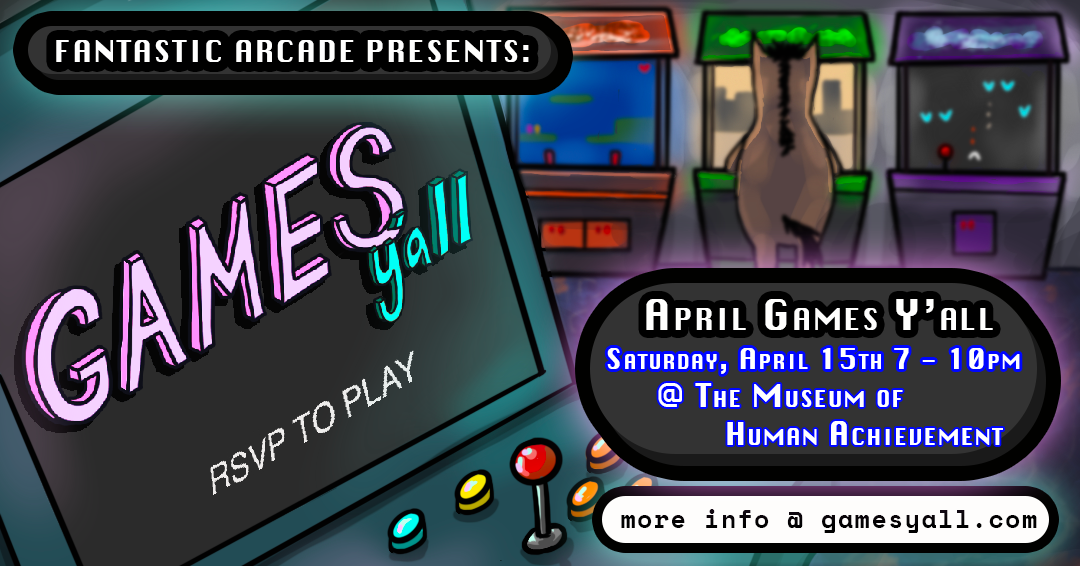 FANTASTIC ARCADE PRESENTS:
GAMES
y'all
RSVP TO PLAY
April Games Y'all
Saturday, April 15th 7 - 10pm
@ The Museum of
Human Achievement
more info @ gamesyall.com